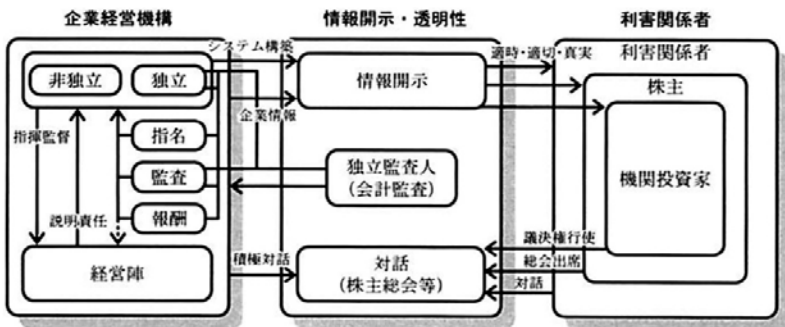 企業経営機構
情報開示・透明性
利害関係者
システム構築
適時・適切・真実
利害関係者
非独立
独立
情報開示
株主
企業情報
指揮監督
指名
監査
独立監査人
(会計監査)
機関投資家
報酬
説明責任
議決権行使
積極対話
対話
(株主総会等)
総会出席
経営陣
対話